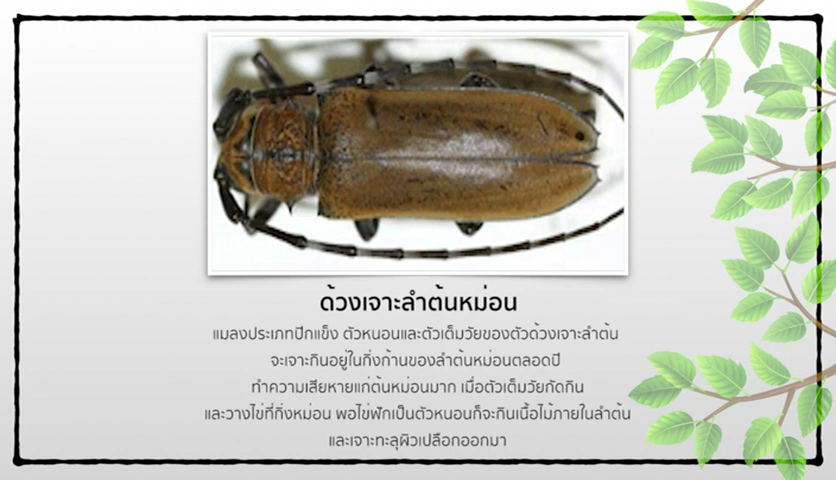 ด้วงเจาะลำต้นหม่อน
แมลงประเภทปีกแข็ง ตัวหนอนและตัวเต็มวัยของตัวด้วงเจาะลำต้น
จะเจาะกินอยู่ในกิ่งก้านของลำต้นหม่อนตลอดปี
ทำความเสียหายแก่ต้นหม่อนมาก เมื่อตัวเต็มวัยกัดกิน
และวางไข่ที่กิ่งหม่อน พอไข่ฟักเป็นตัวหนอนก็จะกินเนื้อไม้ภายในลำต้น
และเจาะทะลุผิวเปลือกออกมา